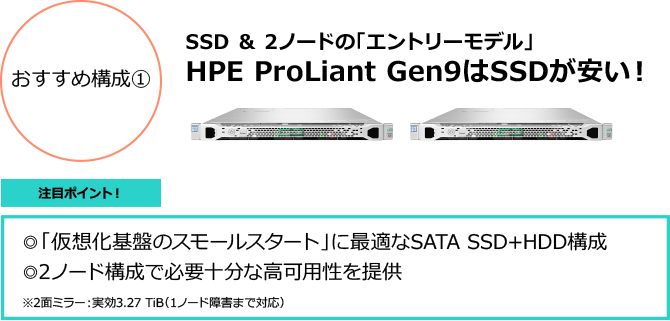 おすすめ構成①
SSD & 2ノードの「エントリーモデル」
HPE ProLiant Gen9はSSDが安い！
注目ポイント！
◎「仮想化基盤のスモールスタート」に最適なSATA SSD+HDD構成
◎2ノード構成で必要十分な高可用性を提供
※2面ミラー：実効3.27 TiB（1ノード障害まで対応）